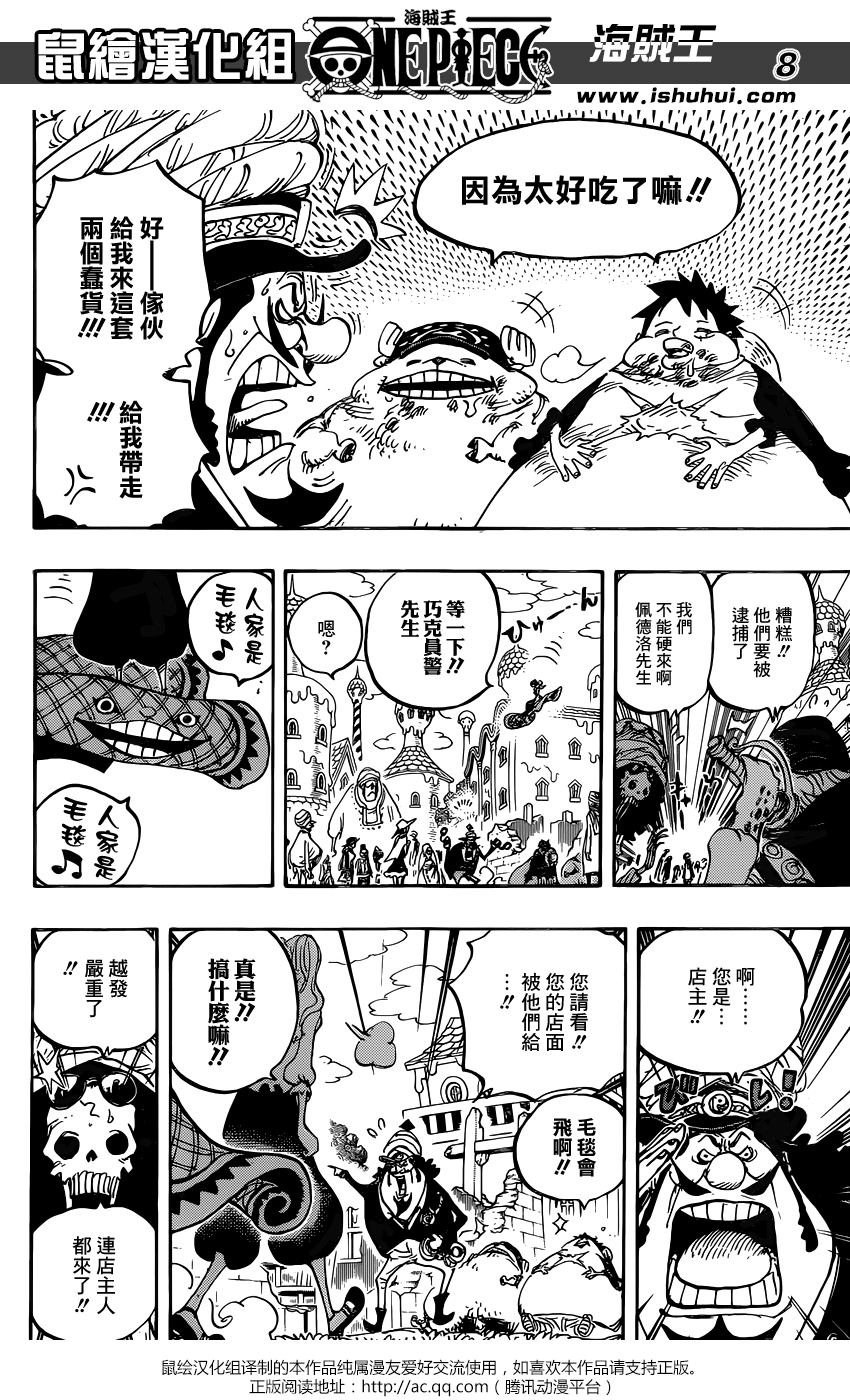 鼠繪漢化組
海賊王
ONE PIECE
海賊王
8
www.ishuhui.com
因為太好吃了嘛!!
好——傢伙
給我來這套
兩個蠢貨!!!
給我帶走
!!!
糟糕!!
他們要被
逮捕了
我們
不能硬來啊
佩德洛先生
ひゅーん
等一下!!
巧克員警
先生
嗯?
人家是
毛毯♪
人家是
毛毯♪
啊……
您是…
店主!!
ビビレ!
您請看!!
您的店面
被他們給
…!!
毛毯會
飛啊!!
真是!!
搞什麼嘛!!
越發
嚴重了
!!
連店主人
都來了!!
鼠绘汉化组译制的本作品纯属漫友爱好交流使用，如喜欢本作品请支持正版。
正版阅读地址：http://ac.qq.com（腾讯动漫平台）